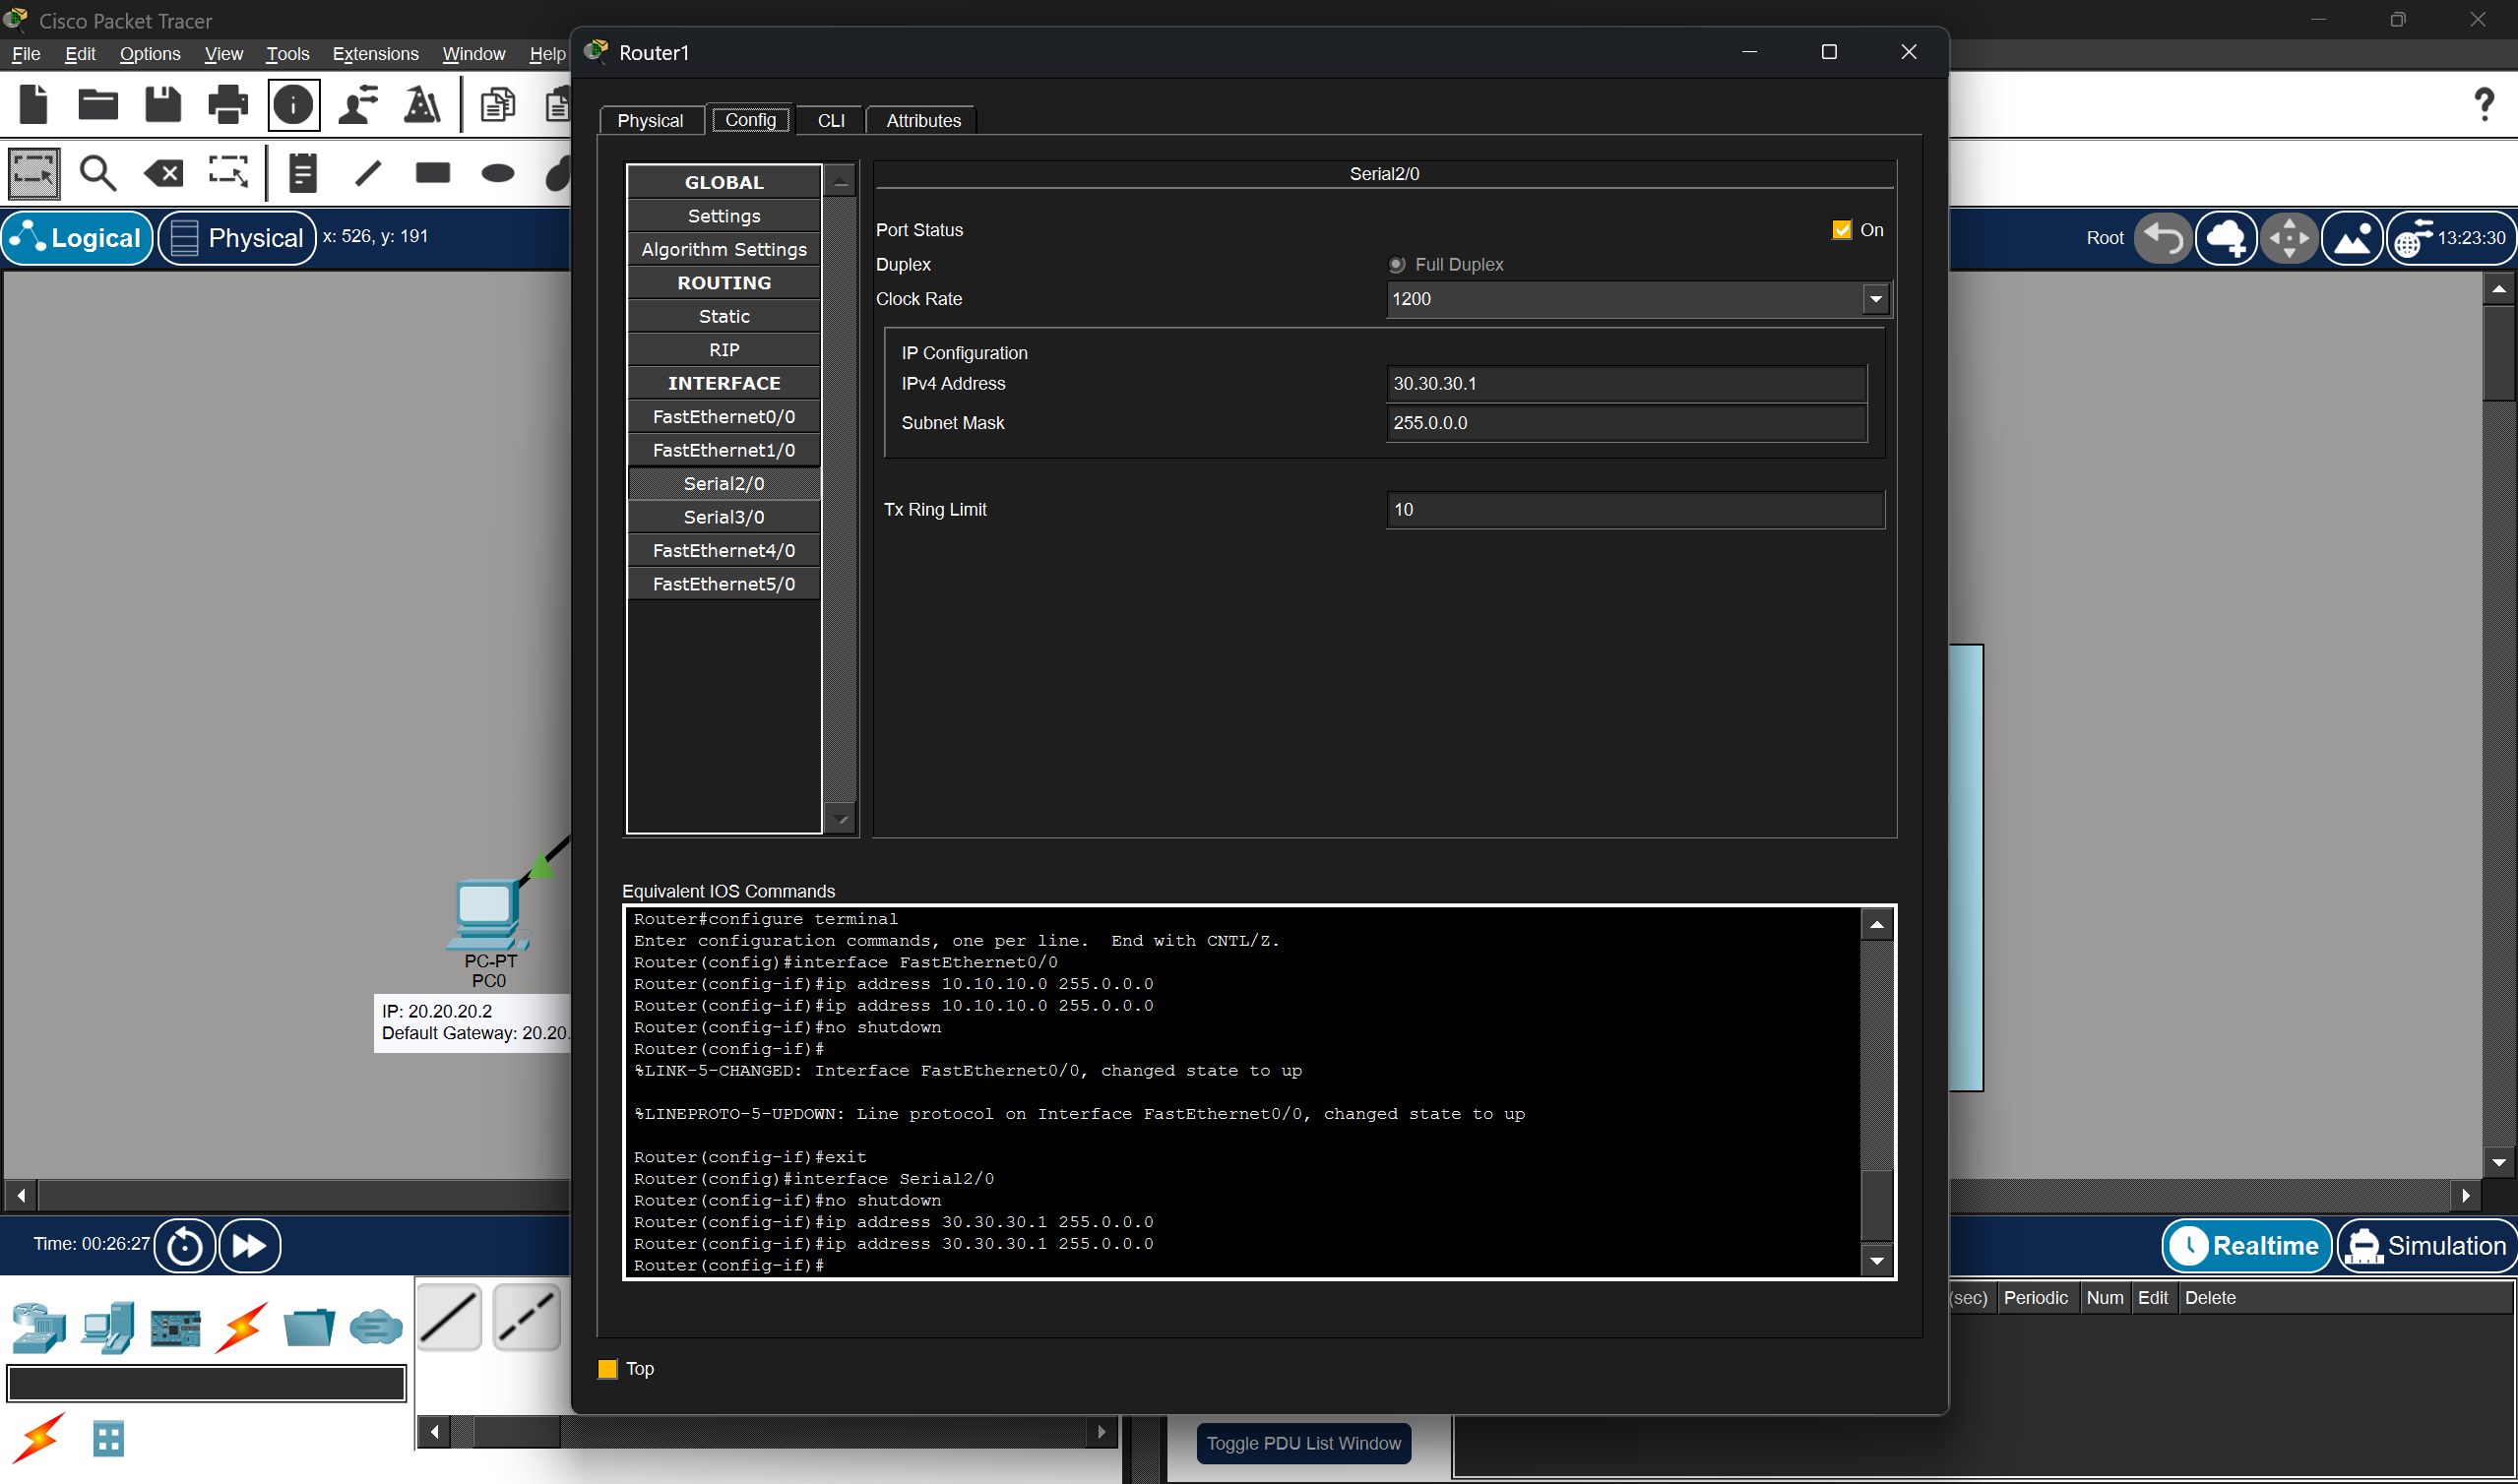 Cisco Packet Tracer
File Edit Options View Tools Extensions Window Help
Router1
Physical Config CLI Attributes
Logical Physical x: 526, y: 191
Root 13:23:30
GLOBAL
Settings
Algorithm Settings
ROUTING
Static
RIP
INTERFACE
FastEthernet0/0
FastEthernet1/0
Serial2/0
Serial3/0
FastEthernet4/0
FastEthernet5/0
Serial2/0
Port Status On
Duplex Full Duplex
Clock Rate 1200
IP Configuration
IPv4 Address 30.30.30.1
Subnet Mask 255.0.0.0
Tx Ring Limit 10
PC-PT
PC0
IP: 20.20.20.2
Default Gateway: 20.20.
Equivalent IOS Commands
Router#configure terminal
Enter configuration commands, one per line. End with CNTL/Z.
Router(config)#interface FastEthernet0/0
Router(config-if)#ip address 10.10.10.0 255.0.0.0
Router(config-if)#ip address 10.10.10.0 255.0.0.0
Router(config-if)#no shutdown
Router(config-if)#
%LINK-5-CHANGED: Interface FastEthernet0/0, changed state to up
%LINEPROTO-5-UPDOWN: Line protocol on Interface FastEthernet0/0, changed state to up
Router(config-if)#exit
Router(config)#interface Serial2/0
Router(config-if)#no shutdown
Router(config-if)#ip address 30.30.30.1 255.0.0.0
Router(config-if)#ip address 30.30.30.1 255.0.0.0
Router(config-if)#
Top
Time: 00:26:27
Realtime Simulation
(sec) Periodic Num Edit Delete
Toggle PDU List Window